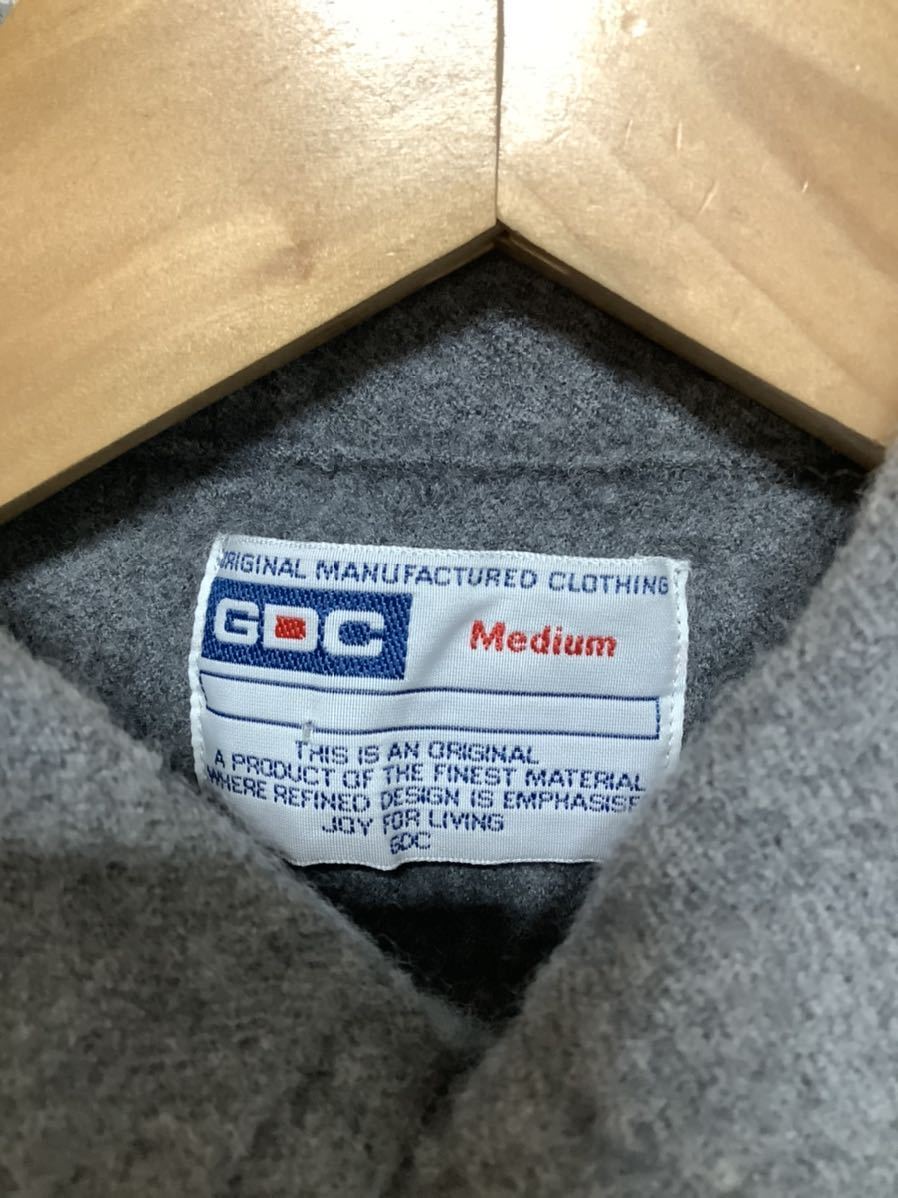 ORIGINAL MANUFACTURED CLOTHING
GDC Medium
THIS IS AN ORIGINAL
A PRODUCT OF THE FINEST MATERIAL
WHERE REFINED DESIGN IS EMPHASISE
JOY FOR LIVING
GDC